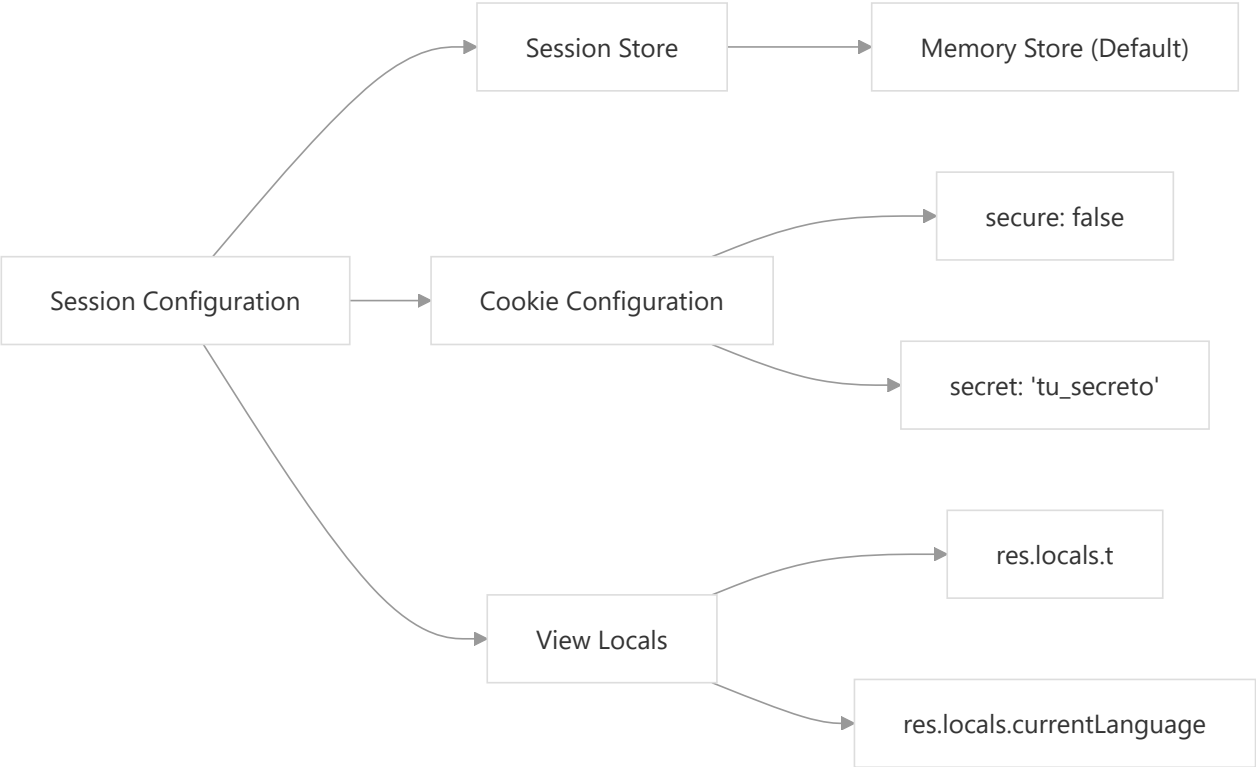 Session Store
Memory Store (Default)
secure: false
Session Configuration
Cookie Configuration
secret: 'tu_secreto'
res.locals.t
View Locals
res.locals.currentLanguage